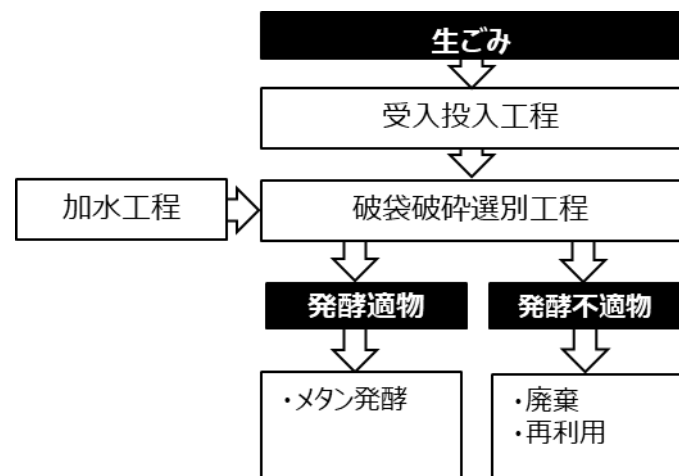 生ごみ
受入投入工程
加水工程
破袋破砕選別工程
発酵適物
発酵不適物
・メタン発酵
・廃棄
・再利用